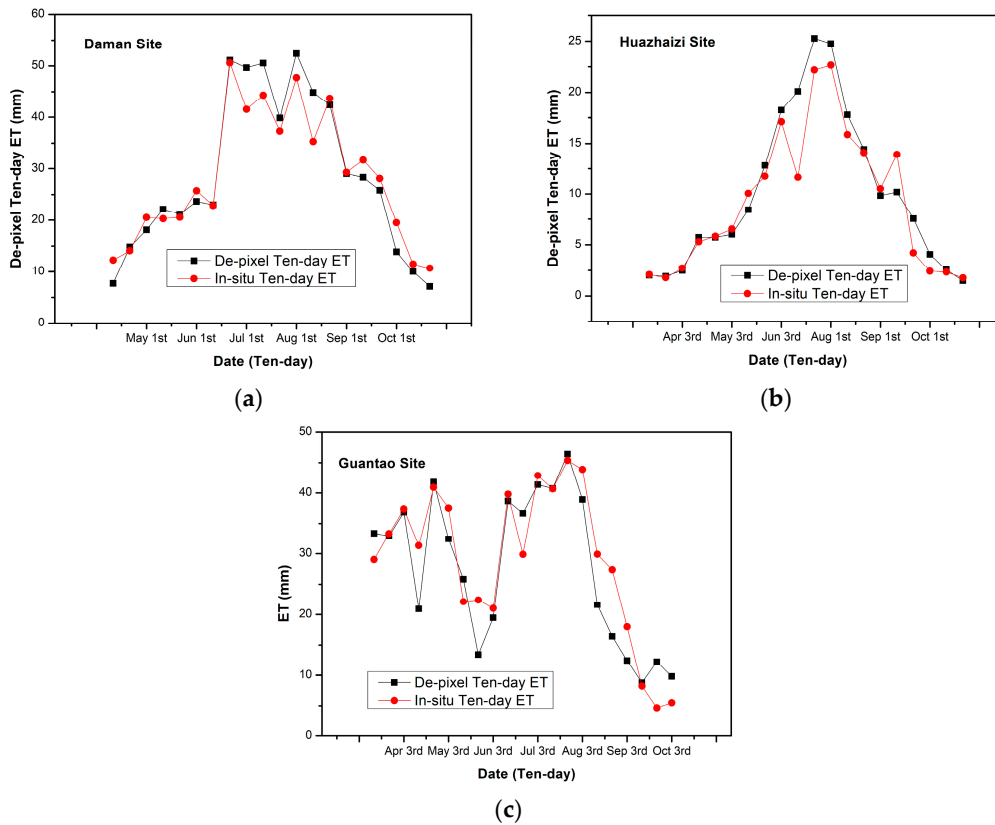 60
50
40
30
20
10
0
De-pixel Ten-day ET (mm)
Daman Site
De-pixel Ten-day ET
In-situ Ten-day ET
May 1st Jun 1st Jul 1st Aug 1st Sep 1st Oct 1st
Date (Ten-day)
(a)
25
20
15
10
5
0
De-pixel Ten-day ET (mm)
Huazhaizi Site
De-pixel Ten-day ET
In-situ Ten-day ET
Apr 3rd May 3rd Jun 3rd Aug 1st Sep 1st Oct 1st
Date (Ten-day)
(b)
50
40
30
20
10
0
ET (mm)
Guantao Site
De-pixel Ten-day ET
In-situ Ten-day ET
Apr 3rd May 3rd Jun 3rd Jul 3rd Aug 3rd Sep 3rd Oct 3rd
Date (Ten-day)
(c)